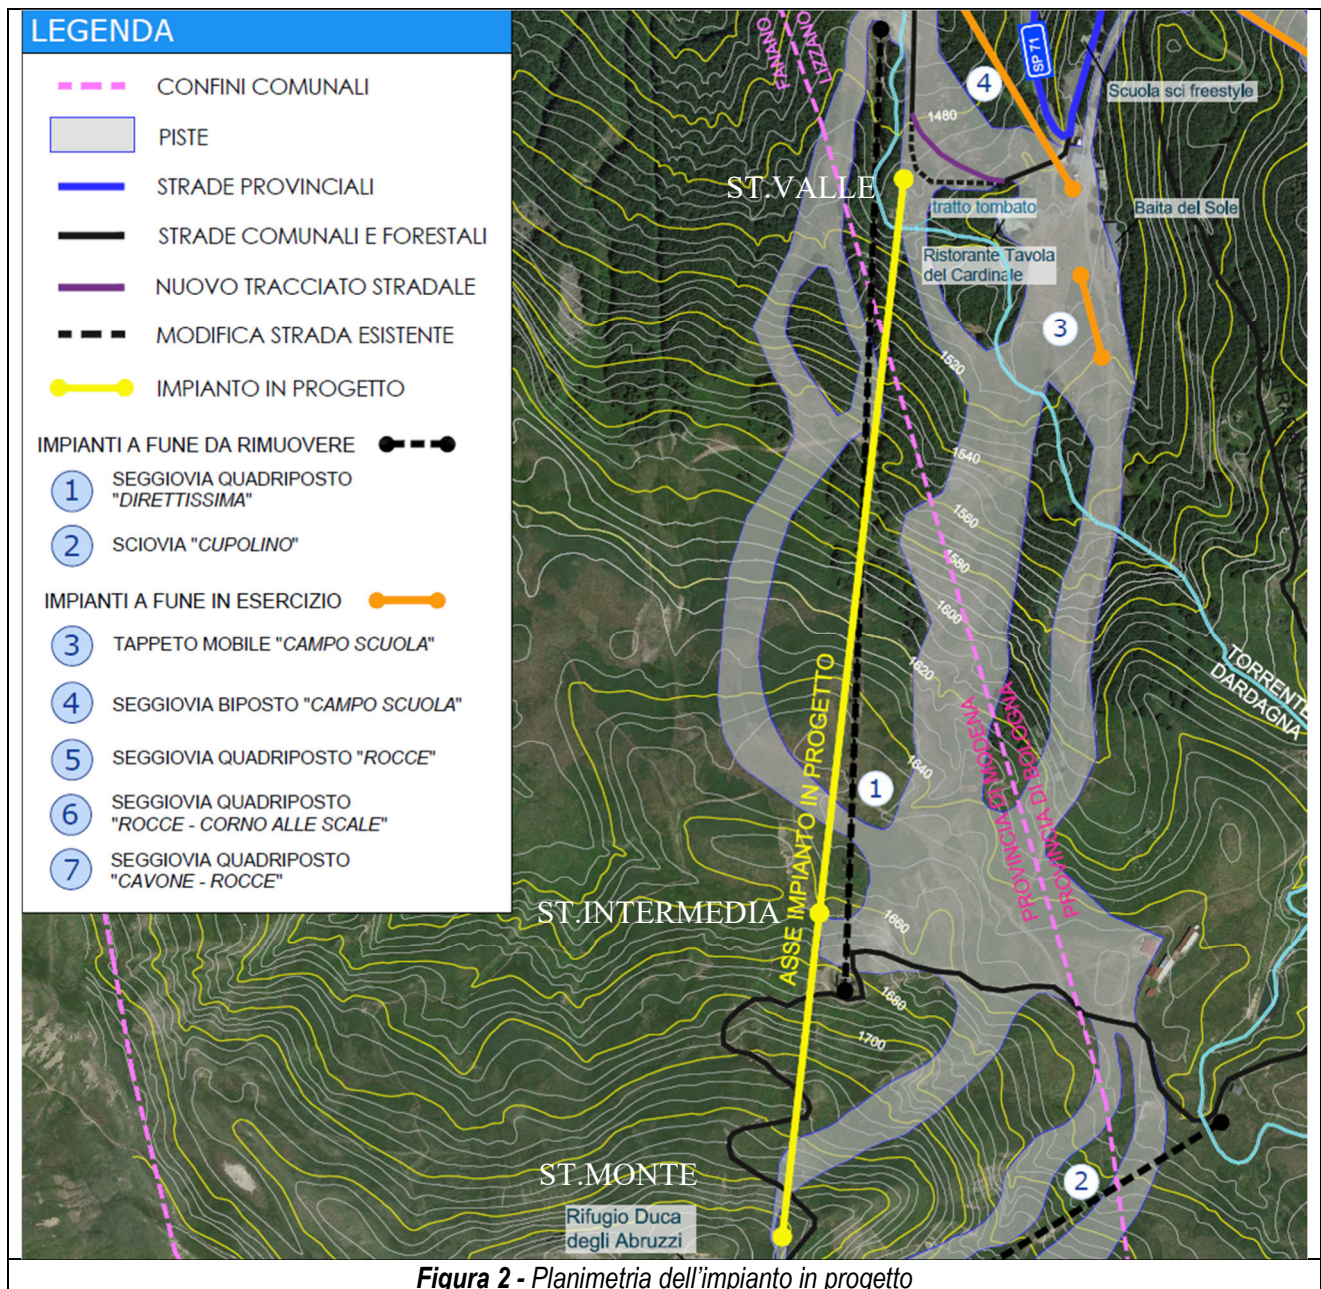 LEGENDA
CONFINI COMUNALI
PISTE
STRADE PROVINCIALI
STRADE COMUNALI E FORESTALI
NUOVO TRACCIATO STRADALE
MODIFICA STRADA ESISTENTE
IMPIANTO IN PROGETTO
IMPIANTI A FUNE DA RIMUOVERE
1 SEGGIOVIA QUADRIPOSTO
"DIRETTISSIMA"
2 SCIOVIA "CUPOLINO"
IMPIANTI A FUNE IN ESERCIZIO
3 TAPPETO MOBILE "CAMPO SCUOLA"
4 SEGGIOVIA BIPOSTO "CAMPO SCUOLA"
5 SEGGIOVIA QUADRIPOSTO "ROCCE"
6 SEGGIOVIA QUADRIPOSTO
"ROCCE - CORNO ALLE SCALE"
7 SEGGIOVIA QUADRIPOSTO
"CAVONE - ROCCE"
FANANO
LIZZANO
SP 71
4
Scuola sci freestyle
1480
ST.VALLE
tratto tombato
Baita del Sole
Ristorante Tavola
del Cardinale
3
1520
1540
1560
1580
1600
1620
1640
TORRENTE
DARDAGNA
ASSE IMPIANTO IN PROGETTO
PROVINCIA DI MODENA
PROVINCIA DI BOLOGNA
1
ST.INTERMEDIA
1660
1680
1700
ST.MONTE
2
Rifugio Duca
degli Abruzzi
Figura 2 - Planimetria dell'impianto in progetto